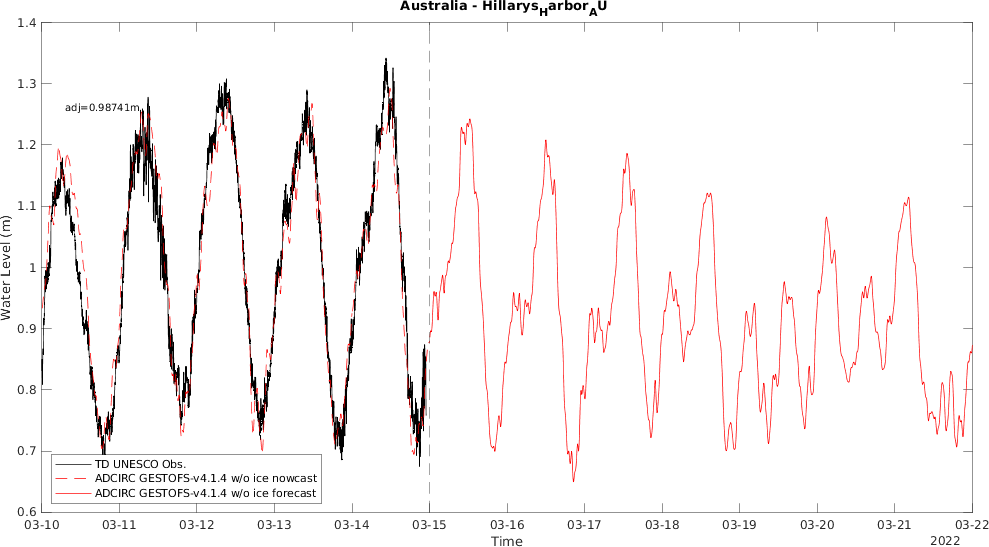 Australia - HillarysHarborAU
1.4
1.3
1.2
1.1
1
0.9
0.8
0.7
0.6
Water Level (m)
adj=0.98741m
TD UNESCO Obs.
ADCIRC GESTOFS-v4.1.4 w/o ice nowcast
ADCIRC GESTOFS-v4.1.4 w/o ice forecast
03-10 03-11 03-12 03-13 03-14 03-15 03-16 03-17 03-18 03-19 03-20 03-21 03-22
Time
2022